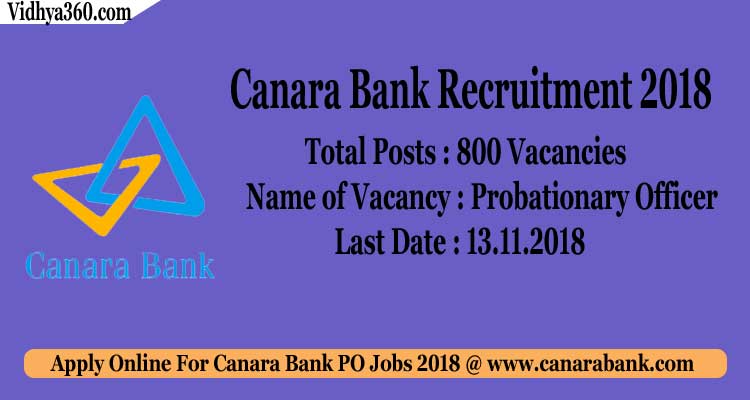 Vidhya360.com
Canara Bank Recruitment 2018
Total Posts : 800 Vacancies
Name of Vacancy : Probationary Officer
Last Date : 13.11.2018
Canara Bank
Apply Online For Canara Bank PO Jobs 2018 @ www.canarabank.com